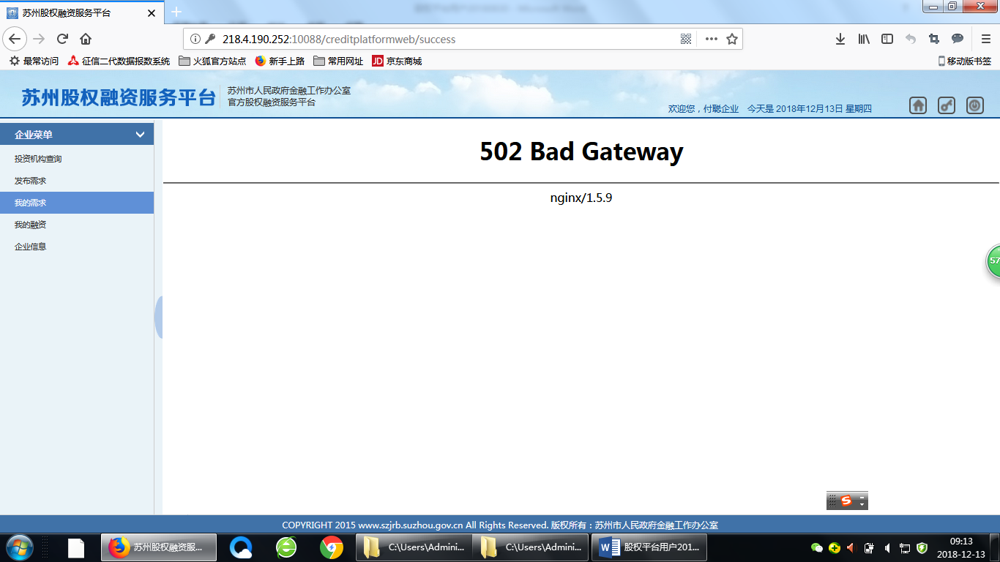 苏州股权融资服务平台
218.4.190.252:10088/creditplatformweb/success
最常访问 征信二代数据报数系统 火狐官方站点 新手上路 常用网址 JD 京东商城 移动版书签
苏州股权融资服务平台
苏州市人民政府金融工作办公室
官方股权融资服务平台
欢迎您，付聪企业 今天是 2018年12月13日 星期四
企业菜单
投资机构查询
发布需求
我的需求
我的融资
企业信息
502 Bad Gateway
nginx/1.5.9
57
COPYRIGHT 2015 www.szjrb.suzhou.gov.cn All Rights Reserved. 版权所有：苏州市人民政府金融工作办公室
苏州股权融资服... C:\Users\Admini... C:\Users\Admini... 股权平台用户201...
09:13
2018-12-13